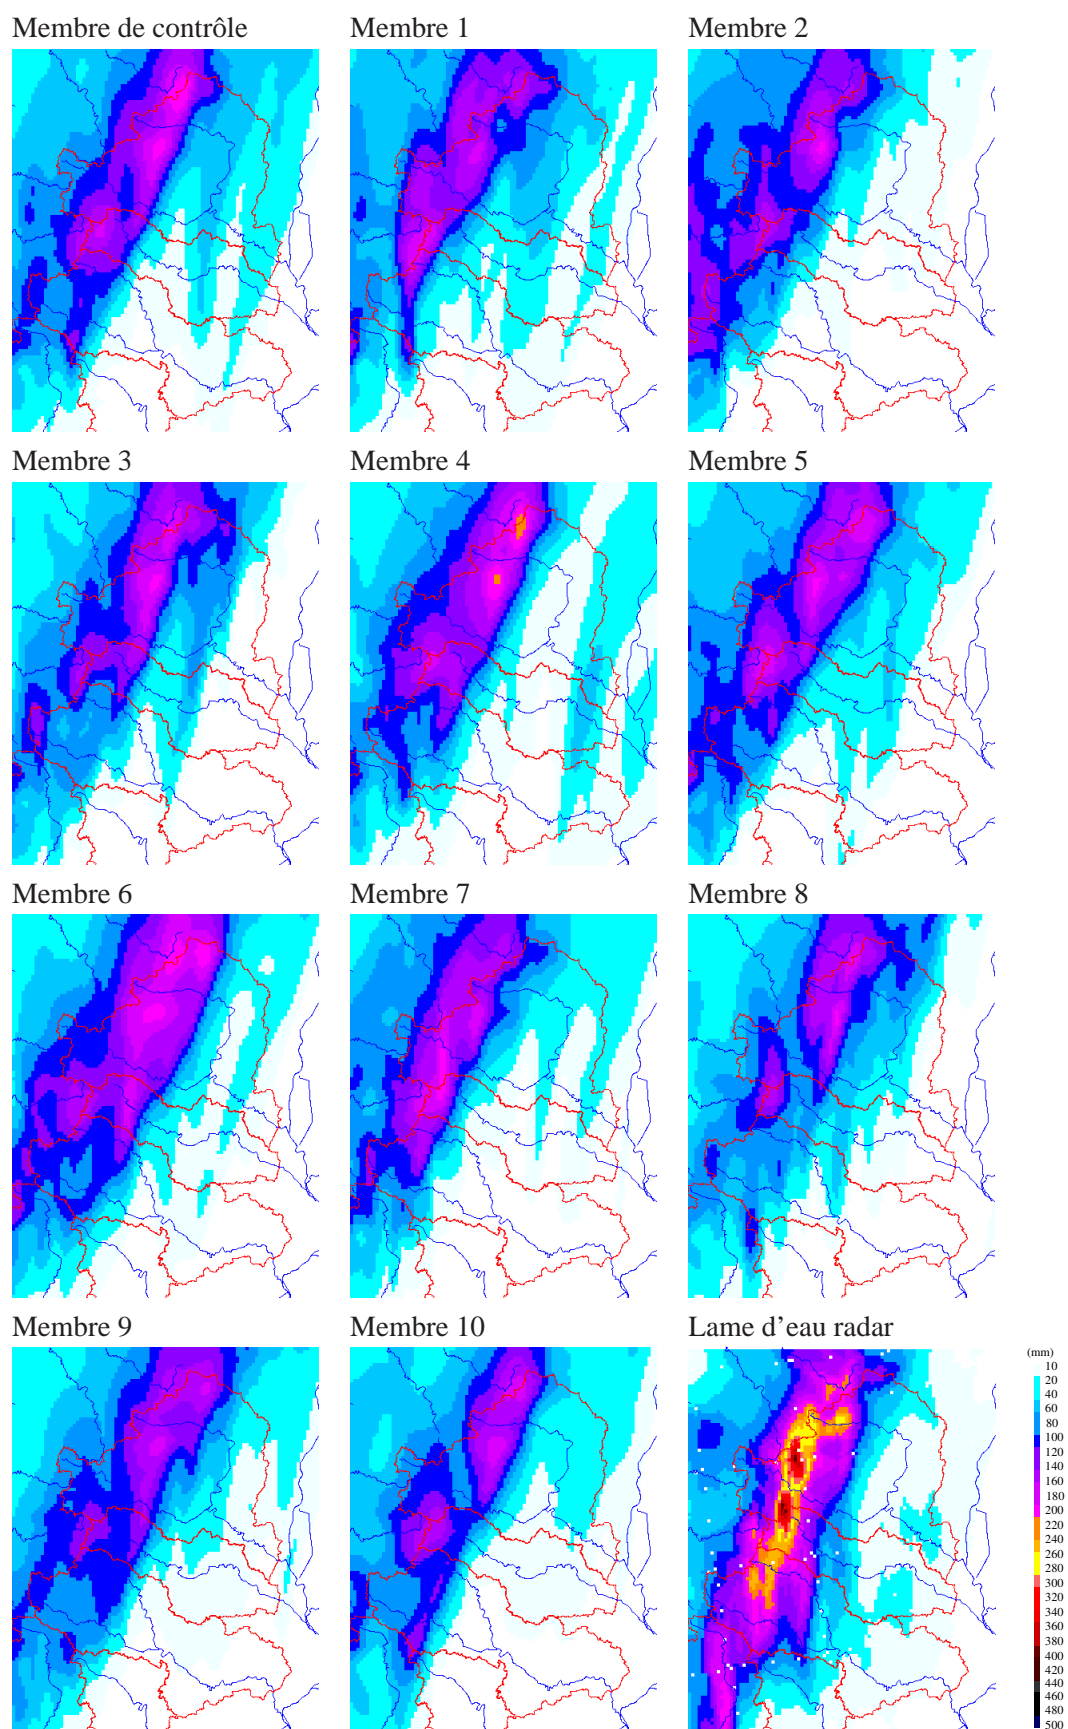 Membre de contrôle
Membre 1
Membre 2
Membre 3
Membre 4
Membre 5
Membre 6
Membre 7
Membre 8
Membre 9
Membre 10
Lame d'eau radar
(mm)
10
20
40
60
80
100
120
140
160
180
200
220
240
260
280
300
320
340
360
380
400
420
440
460
480
500